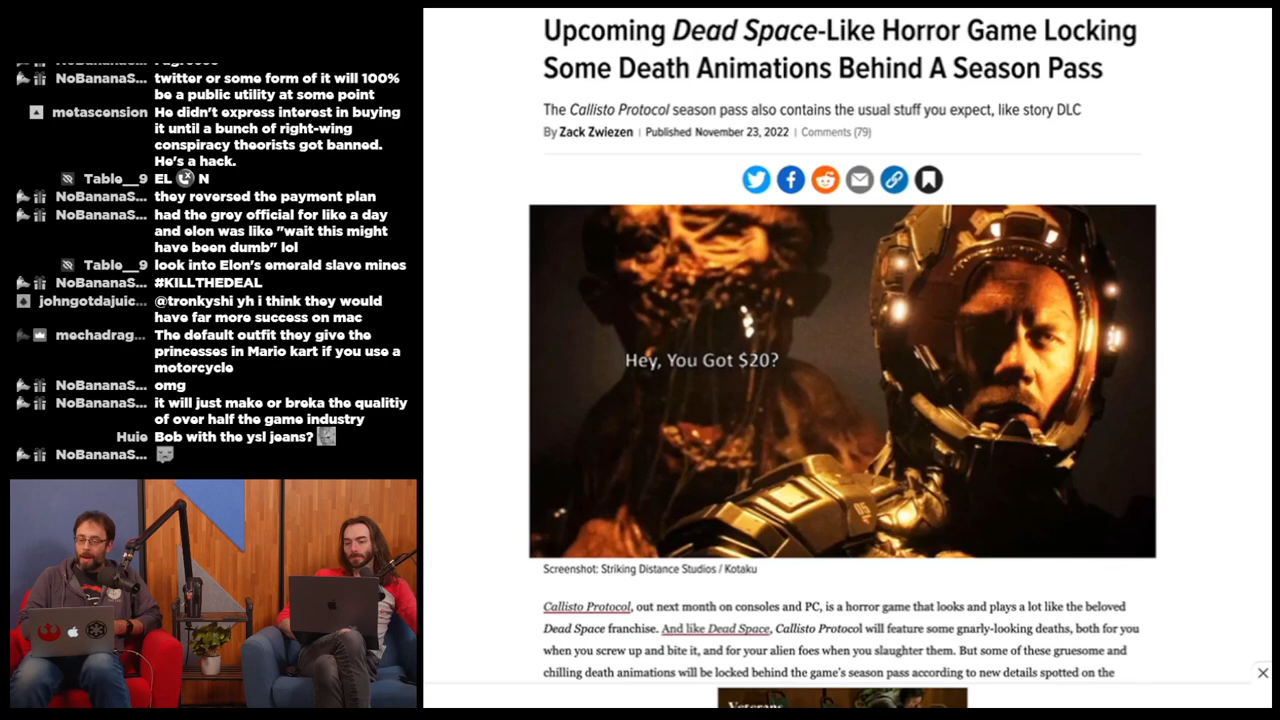 NoBananaS... twitter or some form of it will 100%
be a public utility at some point
metascension He didn't express interest in buying
it until a bunch of right-wing
conspiracy theorists got banned.
He's a hack.
Table__9 EL N
NoBananaS... they reversed the payment plan
NoBananaS... had the grey official for like a day
and elon was like "wait this might
have been dumb" lol
Table__9 look into Elon's emerald slave mines
NoBananaS... #KILLTHEDEAL
johngotdajuic... @tronkyshi yh i think they would
have far more success on mac
mechadrag... The default outfit they give the
princesses in Mario kart if you use a
motorcycle
NoBananaS... omg
NoBananaS... it will just make or breka the qualitiy
of over half the game industry
Huie Bob with the ysl jeans?
NoBananaS...
Upcoming Dead Space-Like Horror Game Locking
Some Death Animations Behind A Season Pass
The Callisto Protocol season pass also contains the usual stuff you expect, like story DLC
By Zack Zwiezen | Published November 23, 2022 | Comments (79)
Hey, You Got $20?
Screenshot: Striking Distance Studios / Kotaku
Callisto Protocol, out next month on consoles and PC, is a horror game that looks and plays a lot like the beloved
Dead Space franchise. And like Dead Space, Callisto Protocol will feature some gnarly-looking deaths, both for you
when you screw up and bite it, and for your alien foes when you slaughter them. But some of these gruesome and
chilling death animations will be locked behind the game's season pass according to new details spotted on the